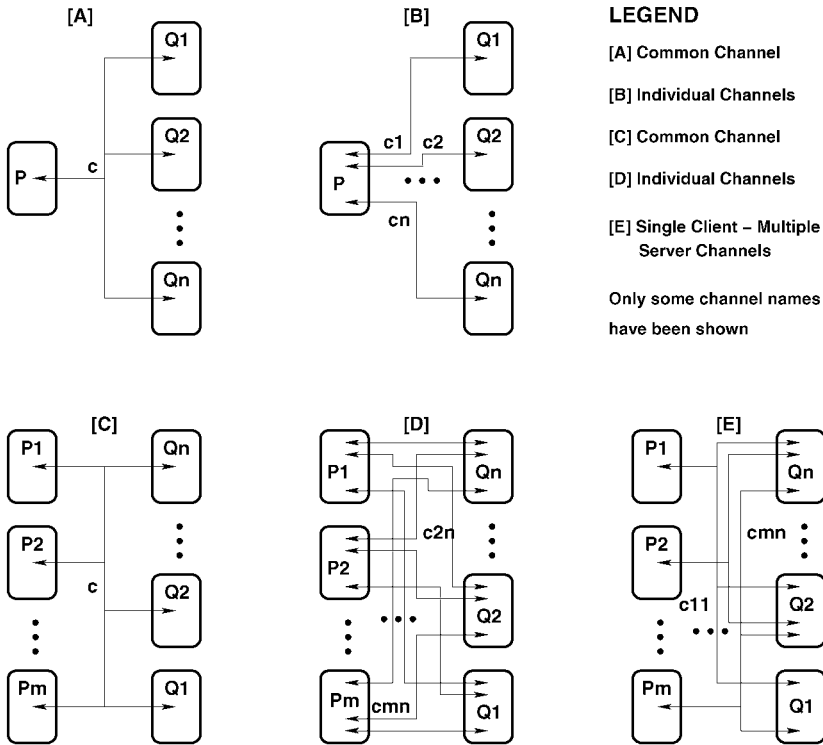 [A]
Q1
Q2
P
c
Qn
[B]
Q1
c1
c2
Q2
P
cn
Qn
LEGEND
[A] Common Channel
[B] Individual Channels
[C] Common Channel
[D] Individual Channels
[E] Single Client – Multiple
Server Channels
Only some channel names
have been shown
[C]
P1
Qn
P2
c
Q2
Pm
Q1
[D]
P1
Qn
c2n
P2
Q2
Pm
cmn
Q1
[E]
P1
Qn
cmn
P2
c11
Q2
Pm
Q1